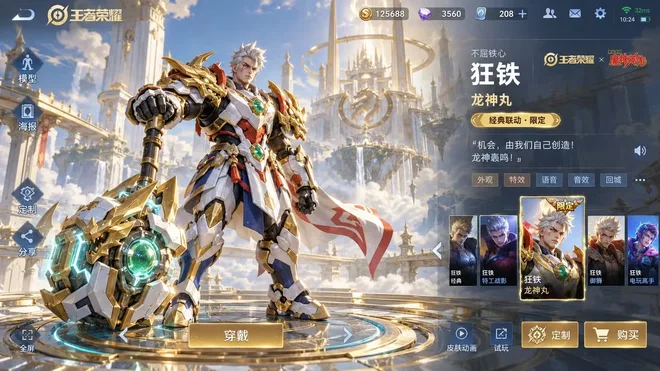 王者荣耀
125688
3560
208
32ms
10:24
模型
海报
定制
分享
全屏
不屈铁心
王者荣耀
×
狂铁
龙神丸
经典联动·限定
“机会，由我们自己创造！
龙神轰鸣！”
外观
特效
语音
音效
回城
狂铁
经典
狂铁
特工战影
限定
狂铁
龙神丸
狂铁
御狮
狂铁
电玩高手
穿戴
皮肤动画
试玩
定制
购买